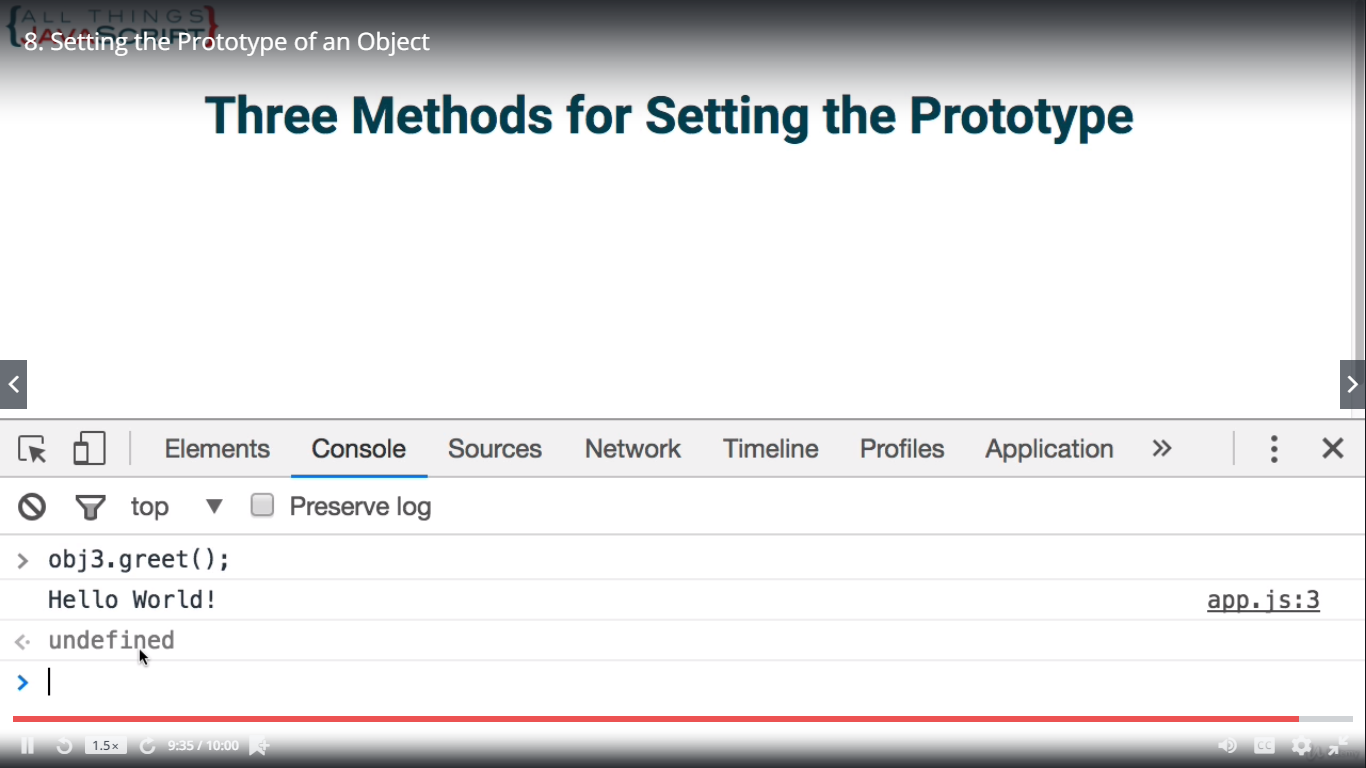 {ALL THINGS
JAVASCRIPT}
8. Setting the Prototype of an Object
Three Methods for Setting the Prototype
Elements Console Sources Network Timeline Profiles Application »
top ▼ Preserve log
> obj3.greet();
Hello World! app.js:3
<· undefined
>
1.5× 9:35 / 10:00 CC